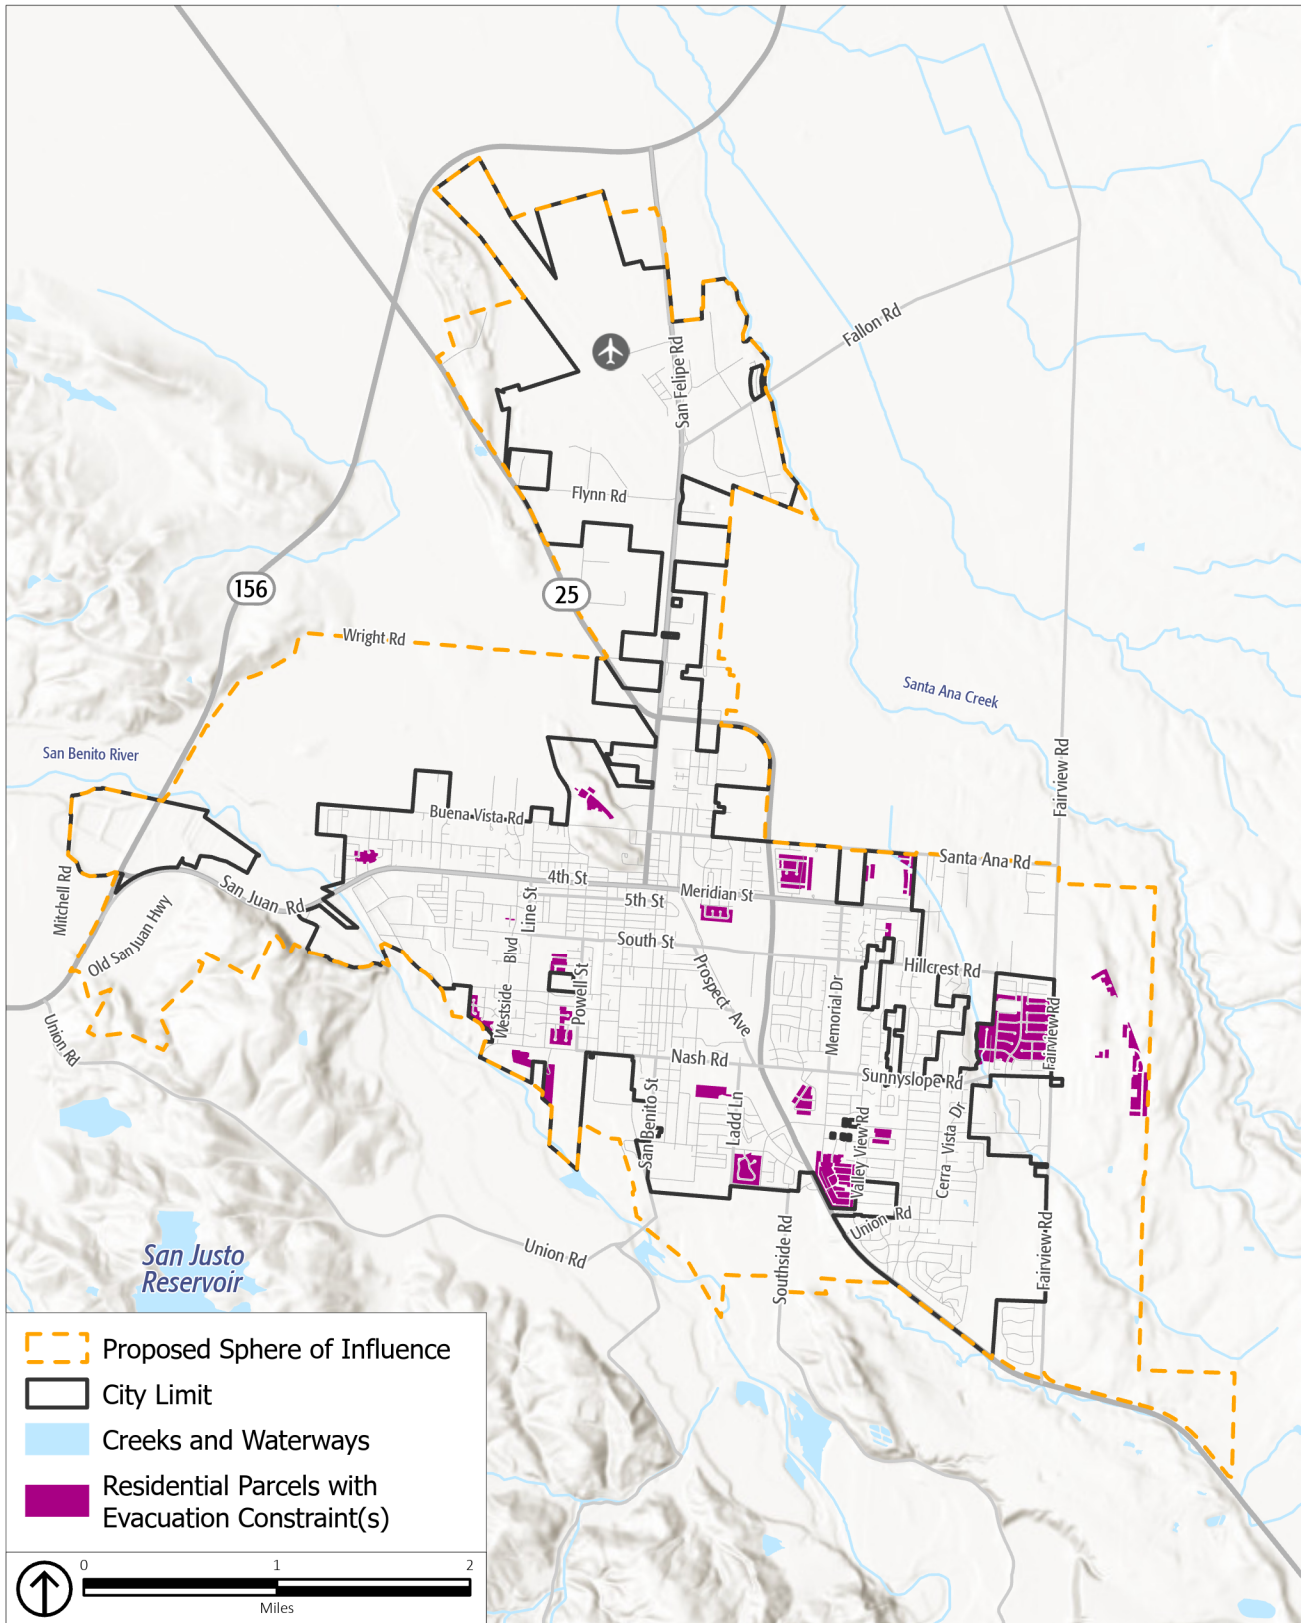 San Felipe Rd
Fallon Rd
Flynn Rd
156
25
Wright Rd
Santa Ana Creek
San Benito River
Fairview Rd
Buena Vista Rd
Santa Ana Rd
Mitchell Rd
San Juan Rd
4th St
Meridian St
5th St
Line St
Old San Juan Hwy
South St
Westside Blvd
Powell St
Prospect Ave
Memorial Dr
Hillcrest Rd
Fairview Rd
Union Rd
Nash Rd
Sunnyslope Rd
San Benito St
Ladd Ln
Valley View Rd
Cerra Vista Dr
Union Rd
Union Rd
Southside Rd
Fairview Rd
San Justo
Reservoir
Proposed Sphere of Influence
City Limit
Creeks and Waterways
Residential Parcels with
Evacuation Constraint(s)
0 1 2
Miles